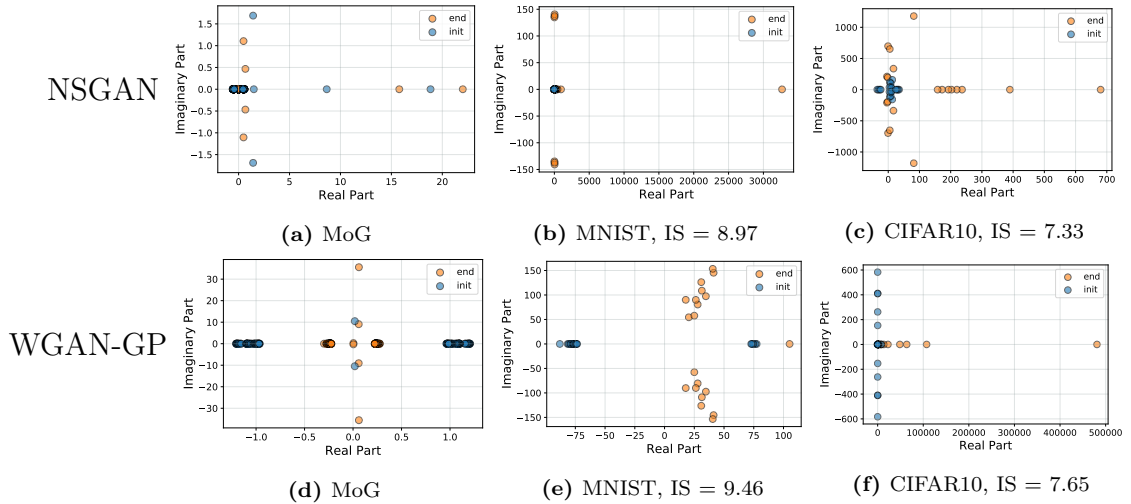 NSGAN
Imaginary Part
1.5
1.0
0.5
0.0
−0.5
−1.0
−1.5
end
init
0
5
10
15
20
Real Part
(a) MoG
Imaginary Part
150
100
50
0
−50
−100
−150
end
init
0
5000
10000
15000
20000
25000
30000
Real Part
(b) MNIST, IS = 8.97
Imaginary Part
1000
500
0
−500
−1000
end
init
0
100
200
300
400
500
600
700
Real Part
(c) CIFAR10, IS = 7.33
WGAN-GP
Imaginary Part
30
20
10
0
−10
−20
−30
end
init
−1.0
−0.5
0.0
0.5
1.0
Real Part
(d) MoG
Imaginary Part
150
100
50
0
−50
−100
−150
end
init
−75
−50
−25
0
25
50
75
100
Real Part
(e) MNIST, IS = 9.46
Imaginary Part
600
400
200
0
−200
−400
−600
end
init
0
100000
200000
300000
400000
500000
Real Part
(f) CIFAR10, IS = 7.65